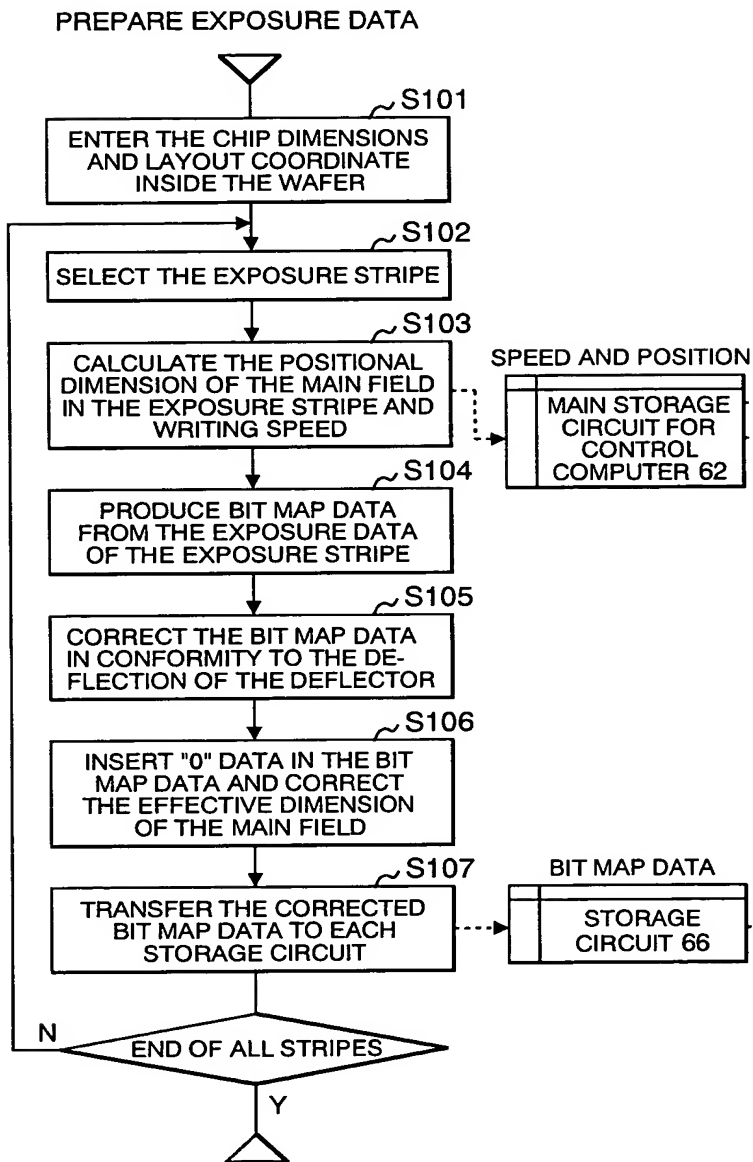 PREPARE EXPOSURE DATA
S101
ENTER THE CHIP DIMENSIONS
AND LAYOUT COORDINATE
INSIDE THE WAFER
S102
SELECT THE EXPOSURE STRIPE
S103
CALCULATE THE POSITIONAL
DIMENSION OF THE MAIN FIELD
IN THE EXPOSURE STRIPE AND
WRITING SPEED
SPEED AND POSITION
MAIN STORAGE
CIRCUIT FOR
CONTROL
COMPUTER 62
S104
PRODUCE BIT MAP DATA
FROM THE EXPOSURE DATA
OF THE EXPOSURE STRIPE
S105
CORRECT THE BIT MAP DATA
IN CONFORMITY TO THE DE-
FLECTION OF THE DEFLECTOR
S106
INSERT "0" DATA IN THE BIT
MAP DATA AND CORRECT
THE EFFECTIVE DIMENSION
OF THE MAIN FIELD
S107
TRANSFER THE CORRECTED
BIT MAP DATA TO EACH
STORAGE CIRCUIT
BIT MAP DATA
STORAGE
CIRCUIT 66
N
END OF ALL STRIPES
Y